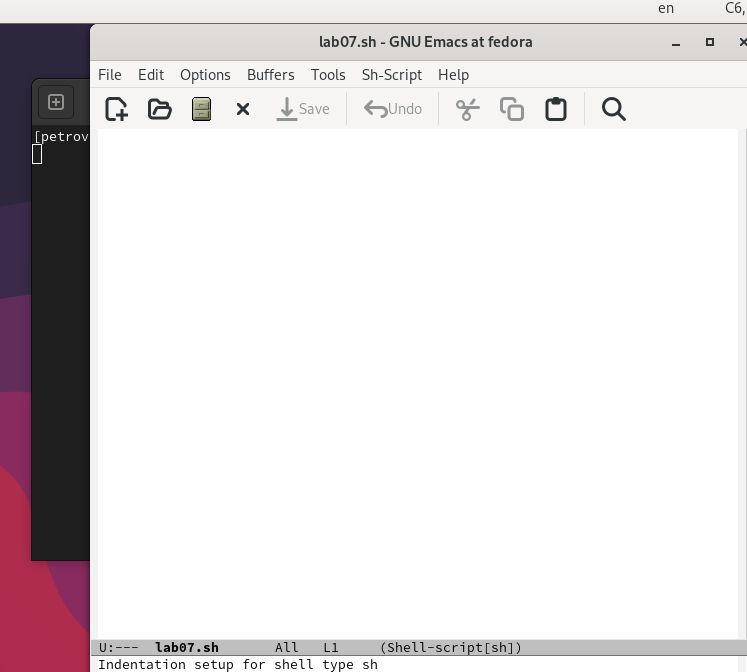 en C6,
lab07.sh - GNU Emacs at fedora
File Edit Options Buffers Tools Sh-Script Help
Save Undo
[petrov
U:--- lab07.sh All L1 (Shell-script[sh])
Indentation setup for shell type sh